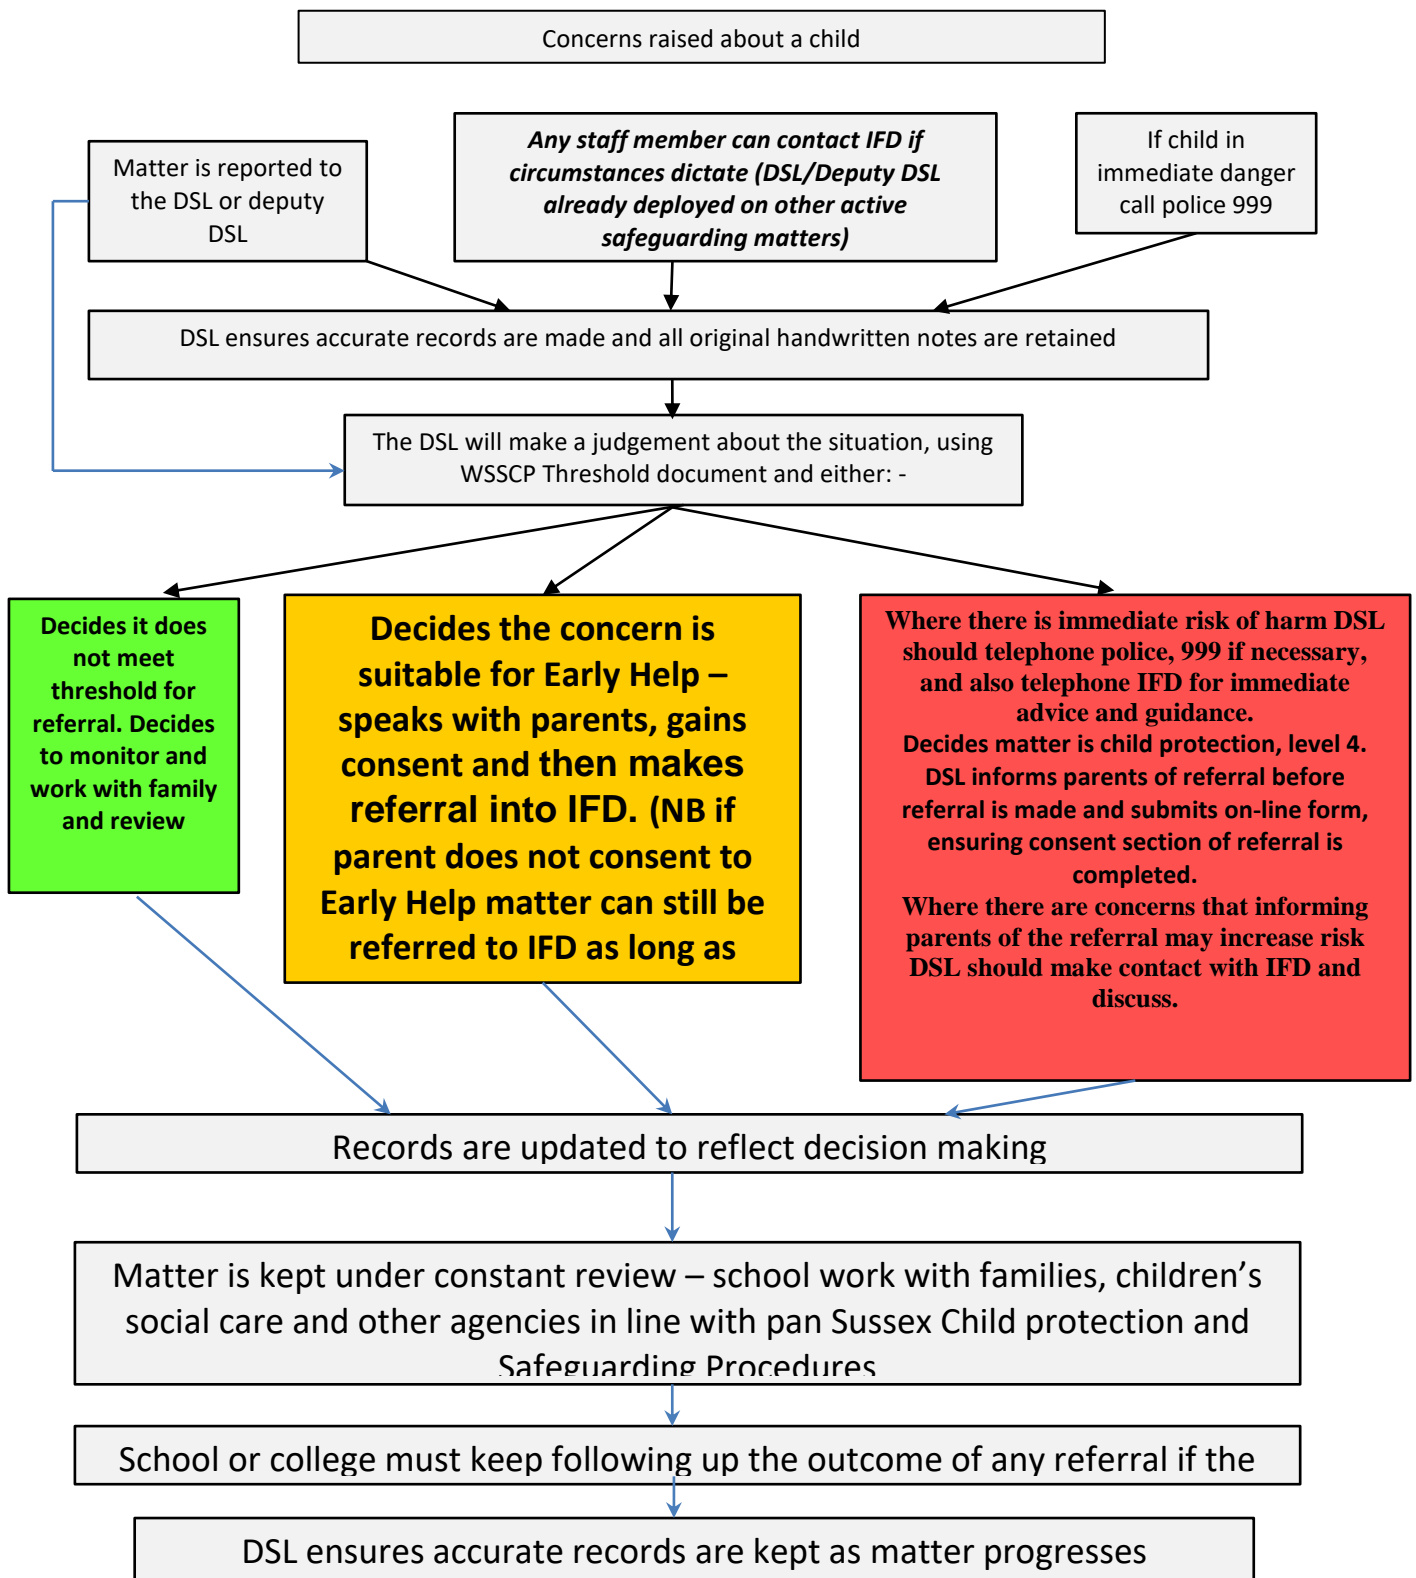 Concerns raised about a child
Matter is reported to
the DSL or deputy
DSL
Any staff member can contact IFD if
circumstances dictate (DSL/Deputy DSL
already deployed on other active
safeguarding matters)
If child in
immediate danger
call police 999
DSL ensures accurate records are made and all original handwritten notes are retained
The DSL will make a judgement about the situation, using
WSSCP Threshold document and either: -
Decides it does
not meet
threshold for
referral. Decides
to monitor and
work with family
and review
Decides the concern is
suitable for Early Help –
speaks with parents, gains
consent and then makes
referral into IFD. (NB if
parent does not consent to
Early Help matter can still be
referred to IFD as long as
Where there is immediate risk of harm DSL
should telephone police, 999 if necessary,
and also telephone IFD for immediate
advice and guidance.
Decides matter is child protection, level 4.
DSL informs parents of referral before
referral is made and submits on-line form,
ensuring consent section of referral is
completed.
Where there are concerns that informing
parents of the referral may increase risk
DSL should make contact with IFD and
discuss.
Records are updated to reflect decision making
Matter is kept under constant review – school work with families, children’s
social care and other agencies in line with pan Sussex Child protection and
Safeguarding Procedures
School or college must keep following up the outcome of any referral if the
DSL ensures accurate records are kept as matter progresses